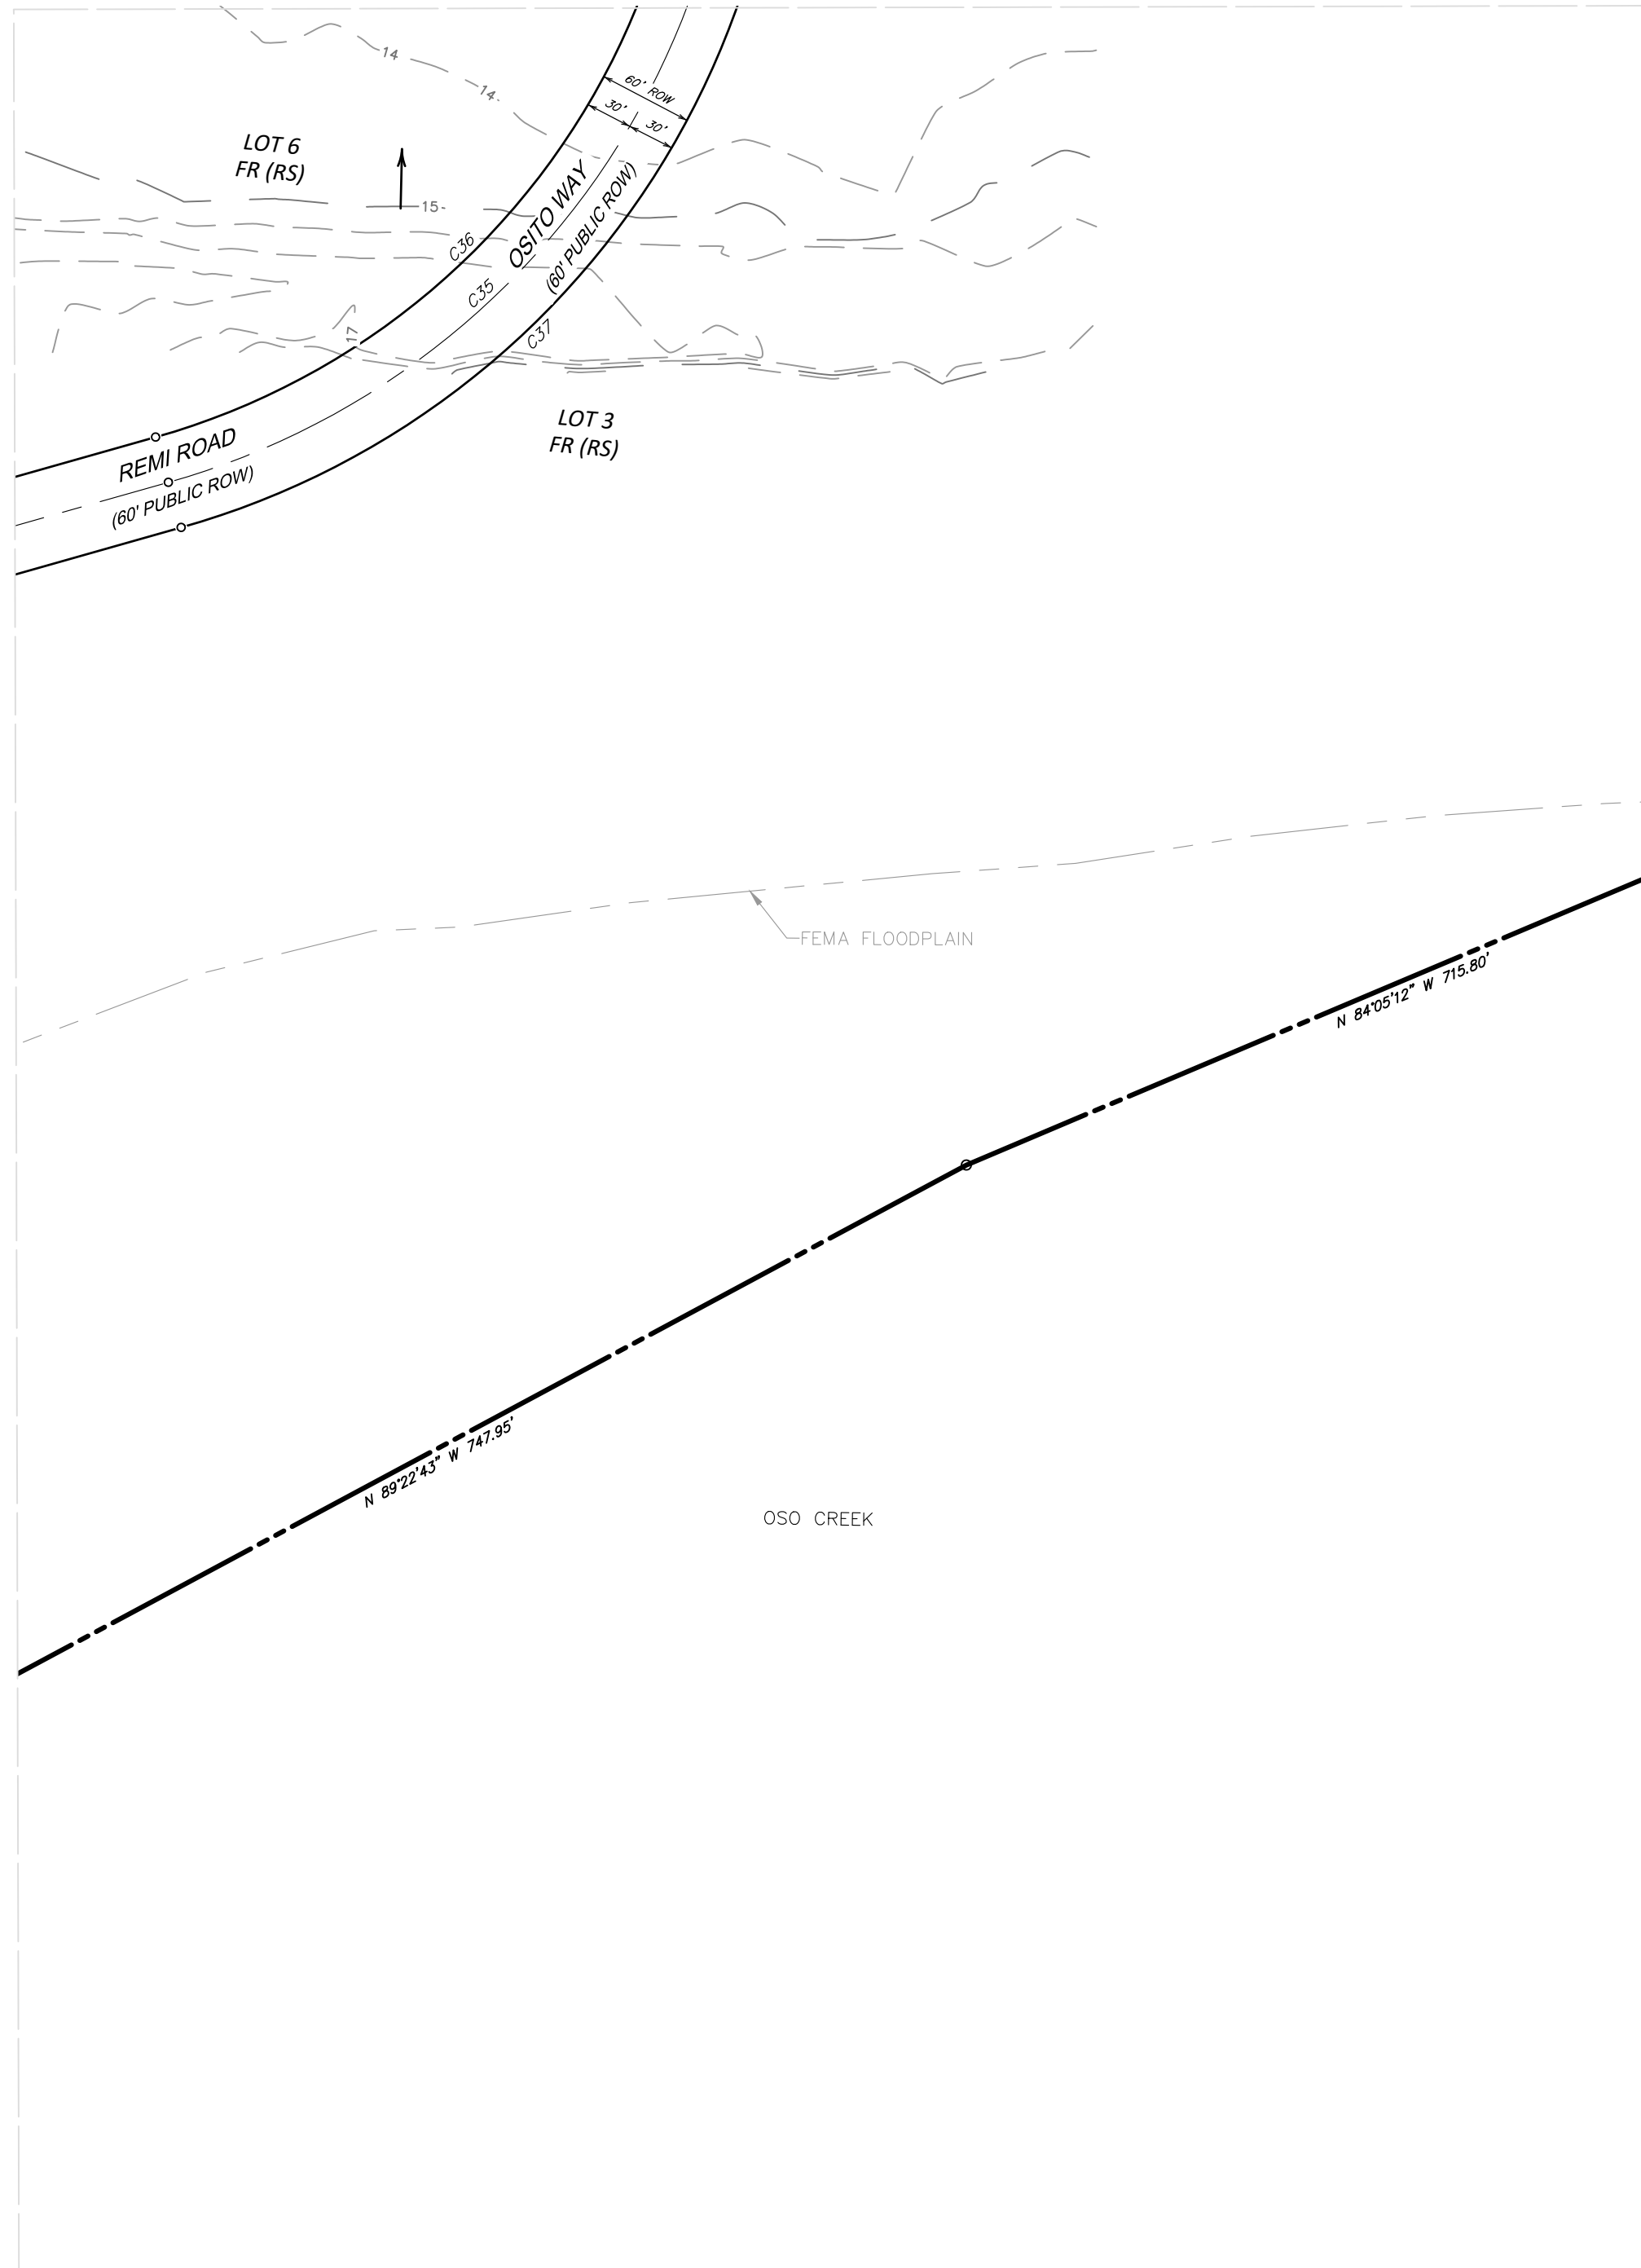 14
14
60' ROW
30'
30'
LOT 6
FR (RS)
15
OSITO WAY
(60' PUBLIC ROW)
C36
C35
C37
17
LOT 3
FR (RS)
REMI ROAD
(60' PUBLIC ROW)
FEMA FLOODPLAIN
N 84°05'12" W 715.80'
N 89°22'43" W 747.95'
OSO CREEK